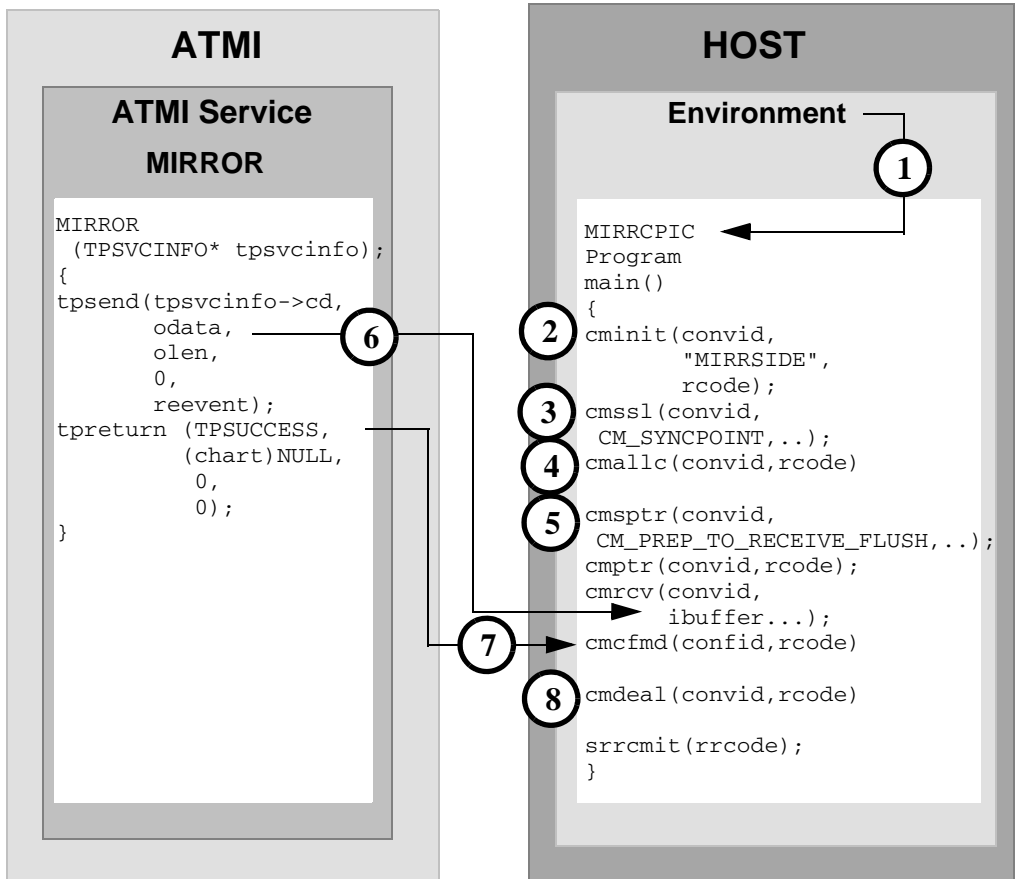 ATMI
ATMI Service
MIRROR
MIRROR
(TPSVCINFO* tpsvcinfo);
{
tpsend(tpsvcinfo->cd,
odata,
olen,
0,
reevent);
tpreturn (TPSUCCESS,
(chart)NULL,
0,
0);
}
6
7
HOST
Environment
1
MIRRCPIC
Program
main()
{
2
cminit(convid,
"MIRRSIDE",
rcode);
3
cmssl(convid,
CM_SYNCPOINT,..);
4
cmallc(convid,rcode)
5
cmsptr(convid,
CM_PREP_TO_RECEIVE_FLUSH,..);
cmptr(convid,rcode);
cmrcv(convid,
ibuffer...);
cmcfmd(confid,rcode)
8
cmdeal(convid,rcode)
srrcmit(rrcode);
}